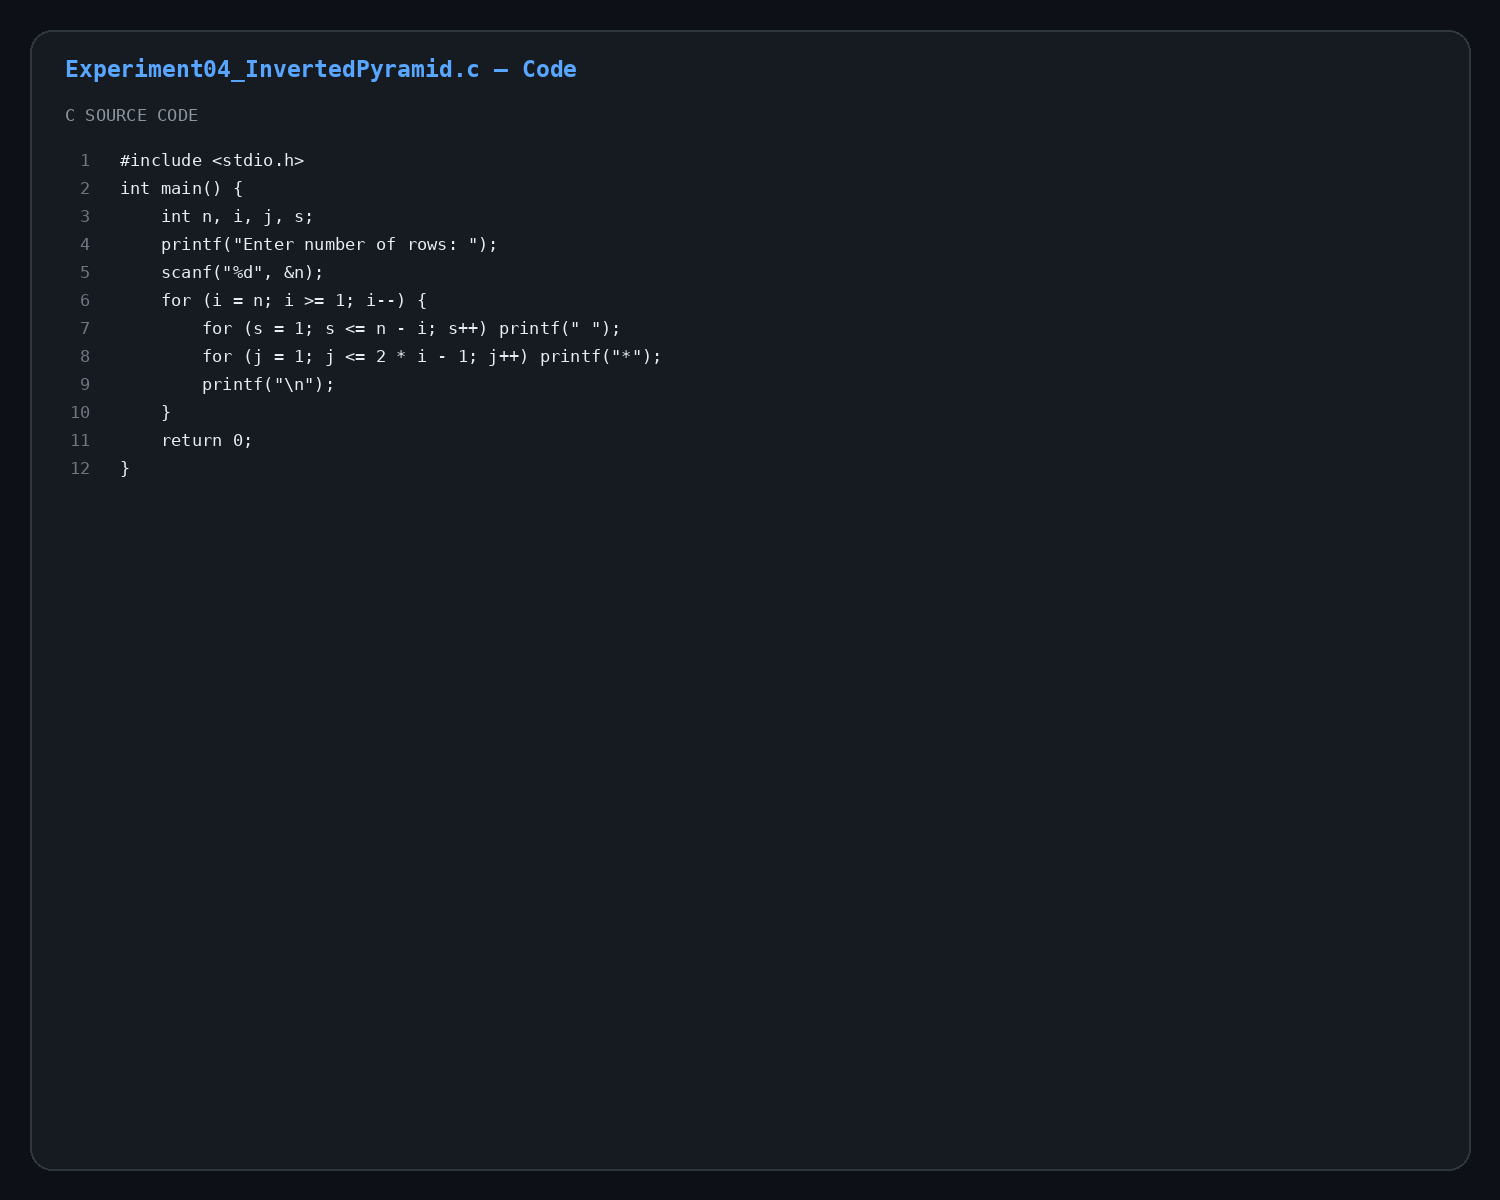 Experiment04_InvertedPyramid.c — Code
C SOURCE CODE
1 #include <stdio.h>
2 int main() {
3     int n, i, j, s;
4     printf("Enter number of rows: ");
5     scanf("%d", &n);
6     for (i = n; i >= 1; i--) {
7         for (s = 1; s <= n - i; s++) printf(" ");
8         for (j = 1; j <= 2 * i - 1; j++) printf("*");
9         printf("\n");
10     }
11     return 0;
12 }